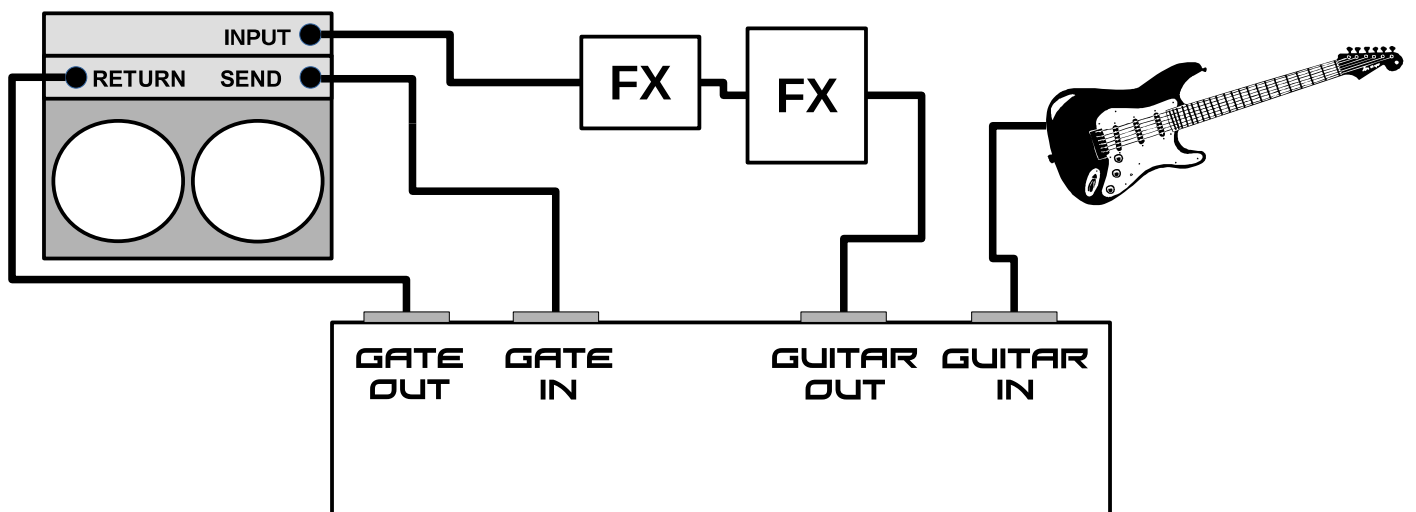 INPUT
RETURN SEND
FX
FX
GATE OUT
GATE IN
GUITAR OUT
GUITAR IN